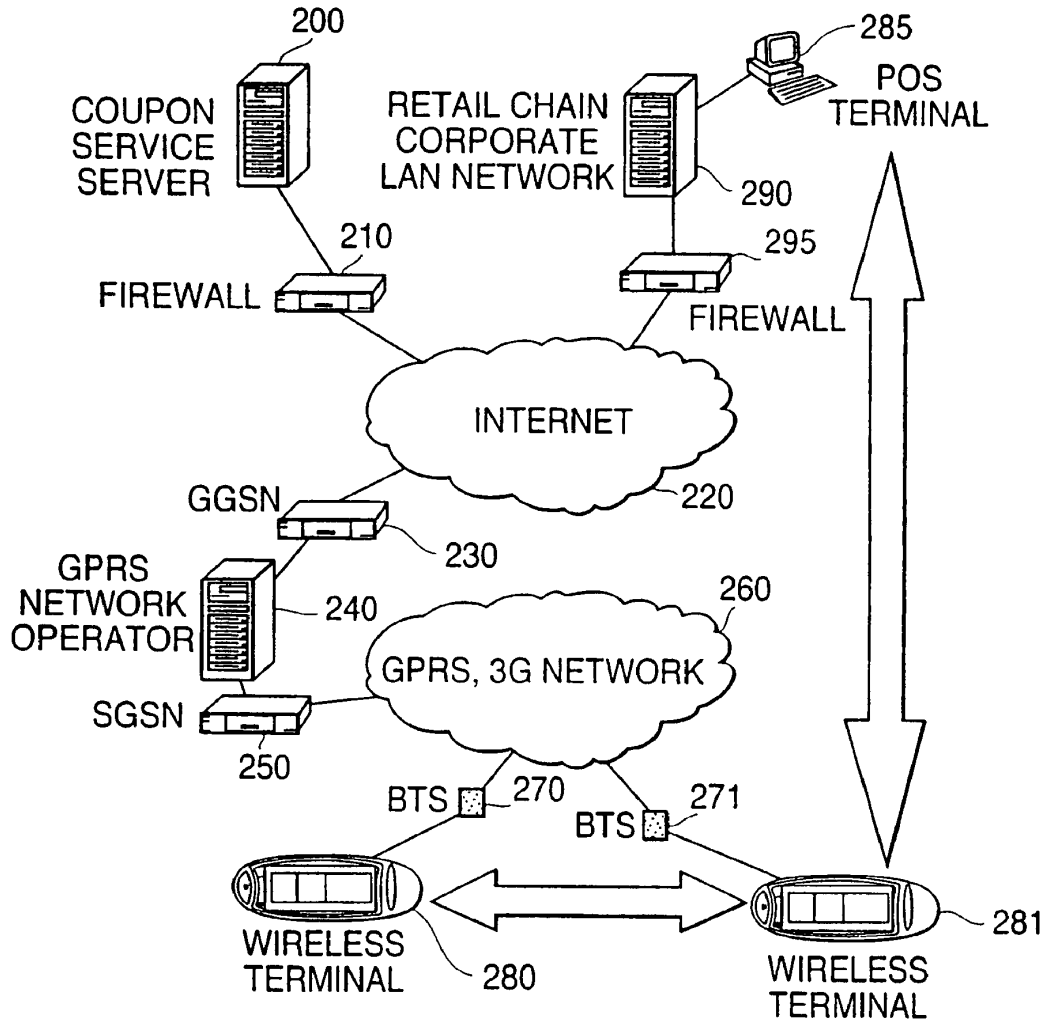 200
COUPON
SERVICE
SERVER
285
POS
TERMINAL
RETAIL CHAIN
CORPORATE
LAN NETWORK
290
210
FIREWALL
295
FIREWALL
INTERNET
220
GGSN
230
GPRS
NETWORK
OPERATOR
240
260
GPRS, 3G NETWORK
SGSN
250
BTS
270
BTS
271
WIRELESS
TERMINAL
280
281
WIRELESS
TERMINAL